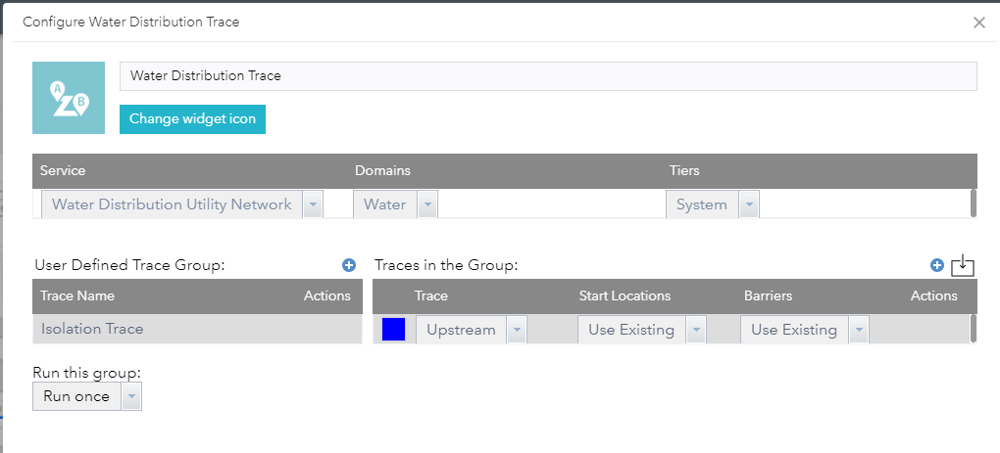 Configure Water Distribution Trace
A
B
Water Distribution Trace
Change widget icon
Service Domains Tiers
Water Distribution Utility Network Water System
User Defined Trace Group: Traces in the Group:
Trace Name Actions Trace Start Locations Barriers Actions
Isolation Trace Upstream Use Existing Use Existing
Run this group:
Run once